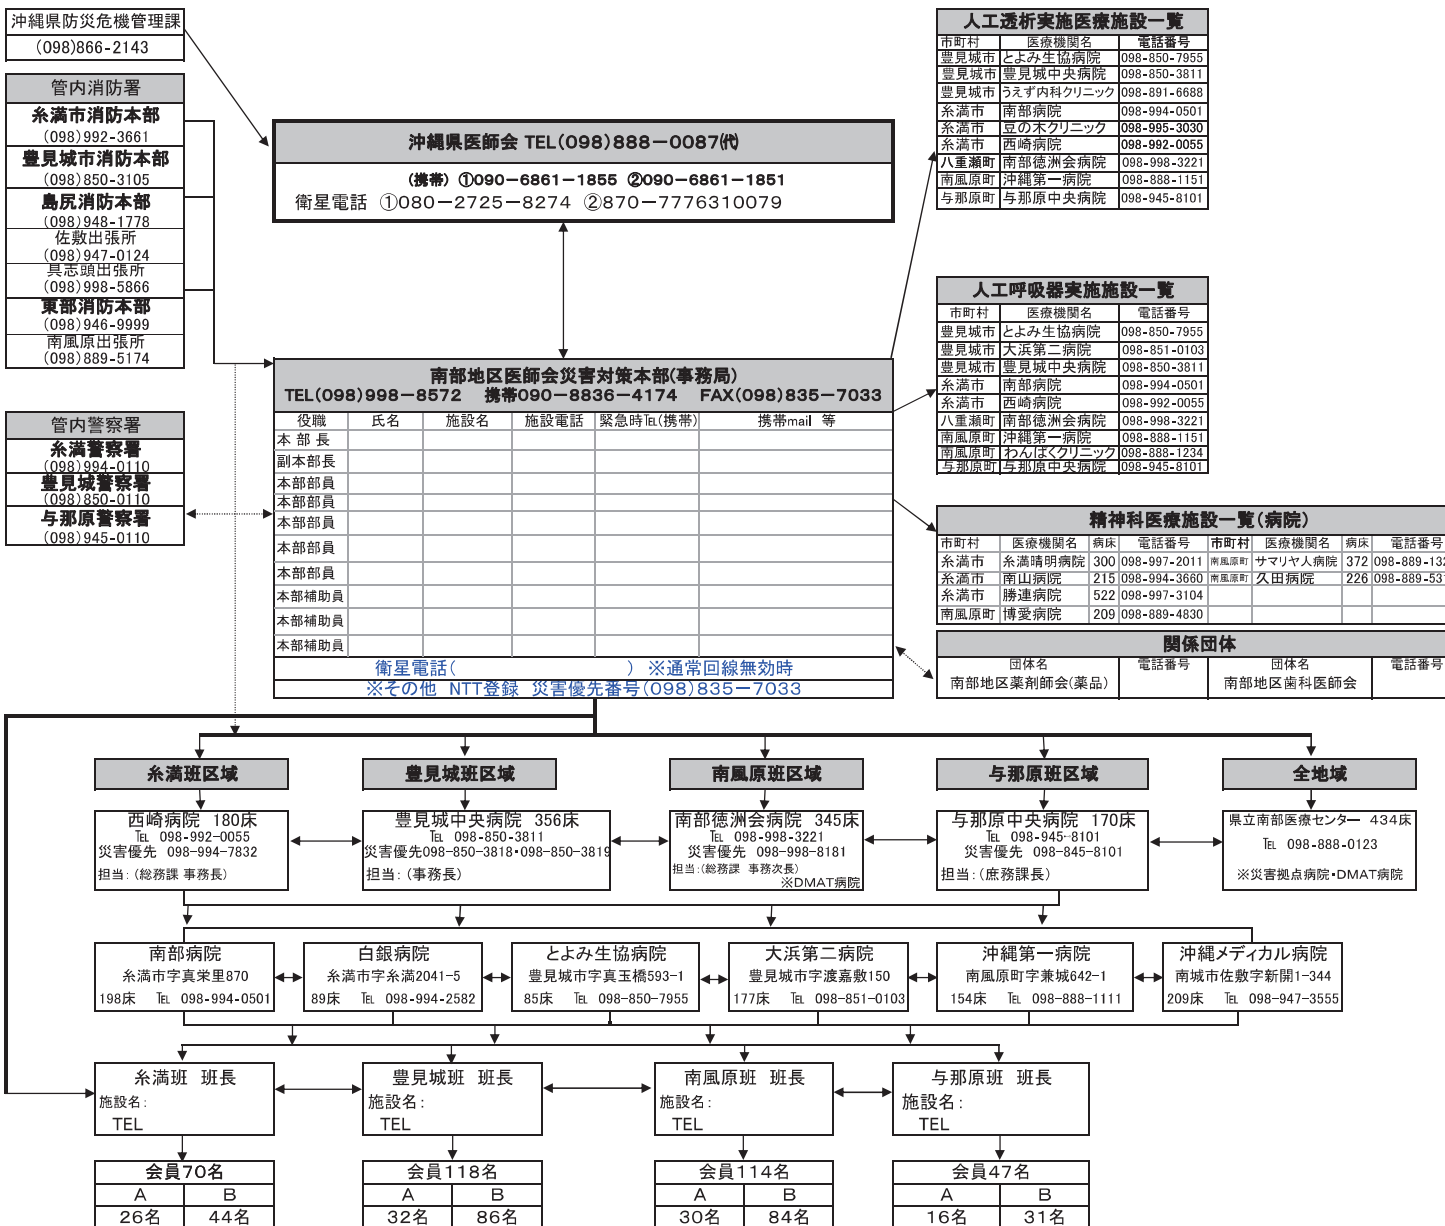 沖縄県防災危機管理課
(098)866-2143
管内消防署
糸満市消防本部
(098)992-3661
豊見城市消防本部
(098)850-3105
島尻消防本部
(098)948-1778
佐敷出張所
(098)947-0124
具志頭出張所
(098)998-5866
東部消防本部
(098)946-9999
南風原出張所
(098)889-5174
管内警察署
糸満警察署
(098)994-0110
豊見城警察署
(098)850-0110
与那原警察署
(098)945-0110
沖縄県医師会 TEL(098)888-0087㈹
(携帯) ①090-6861-1855 ②090-6861-1851
衛星電話 ①080-2725-8274 ②870-7776310079
人工透析実施医療施設一覧
市町村 医療機関名 電話番号
豊見城市 とよみ生協病院 098-850-7955
豊見城市 豊見城中央病院 098-850-3811
豊見城市 うえず内科クリニック 098-891-6688
糸満市 南部病院 098-994-0501
糸満市 豆の木クリニック 098-995-3030
糸満市 西崎病院 098-992-0055
八重瀬町 南部徳洲会病院 098-998-3221
南風原町 沖縄第一病院 098-888-1151
与那原町 与那原中央病院 098-945-8101
人工呼吸器実施施設一覧
市町村 医療機関名 電話番号
豊見城市 とよみ生協病院 098-850-7955
豊見城市 大浜第二病院 098-851-0103
豊見城市 豊見城中央病院 098-850-3811
糸満市 南部病院 098-994-0501
糸満市 西崎病院 098-992-0055
八重瀬町 南部徳洲会病院 098-998-3221
南風原町 沖縄第一病院 098-888-1151
南風原町 わんぱくクリニック 098-888-1234
与那原町 与那原中央病院 098-945-8101
南部地区医師会災害対策本部(事務局)
TEL(098)998-8572 携帯090-8836-4174 FAX(098)835-7033
役職 氏名 施設名 施設電話 緊急時℡(携帯) 携帯mail 等
本 部 長
副本部長
本部部員
本部部員
本部部員
本部部員
本部部員
本部補助員
本部補助員
本部補助員
衛星電話( ) ※通常回線無効時
※その他 NTT登録 災害優先番号(098)835-7033
精神科医療施設一覧(病院)
市町村 医療機関名 病床 電話番号 市町村 医療機関名 病床 電話番号
糸満市 糸満晴明病院 300 098-997-2011 南風原町 サマリヤ人病院 372 098-889-132
糸満市 南山病院 215 098-994-3660 南風原町 久田病院 226 098-889-53
糸満市 勝連病院 522 098-997-3104
南風原町 博愛病院 209 098-889-4830
関係団体
団体名 電話番号 団体名 電話番号
南部地区薬剤師会(薬品) 南部地区歯科医師会
糸満班区域
豊見城班区域
南風原班区域
与那原班区域
全地域
西崎病院 180床
℡ 098-992-0055
災害優先 098-994-7832
担当:(総務課 事務長)
豊見城中央病院 356床
℡ 098-850-3811
災害優先098-850-3818・098-850-3819
担当:(事務長)
南部徳洲会病院 345床
℡ 098-998-3221
災害優先 098-998-8181
担当:(総務課 事務次長)
※DMAT病院
与那原中央病院 170床
℡ 098-945-8101
災害優先 098-845-8101
担当:(庶務課長)
県立南部医療センター 434床
℡ 098-888-0123
※災害拠点病院・DMAT病院
南部病院
糸満市字真栄里870
198床 ℡ 098-994-0501
白銀病院
糸満市字糸満2041-5
89床 ℡ 098-994-2582
とよみ生協病院
豊見城市字真玉橋593-1
85床 ℡ 098-850-7955
大浜第二病院
豊見城市字渡嘉敷150
177床 ℡ 098-851-0103
沖縄第一病院
南風原町字兼城642-1
154床 ℡ 098-888-1111
沖縄メディカル病院
南城市佐敷字新開1-344
209床 ℡ 098-947-3555
糸満班 班長
施設名:
TEL
豊見城班 班長
施設名:
TEL
南風原班 班長
施設名:
TEL
与那原班 班長
施設名:
TEL
会員70名
A B
26名 44名
会員118名
A B
32名 86名
会員114名
A B
30名 84名
会員47名
A B
16名 31名